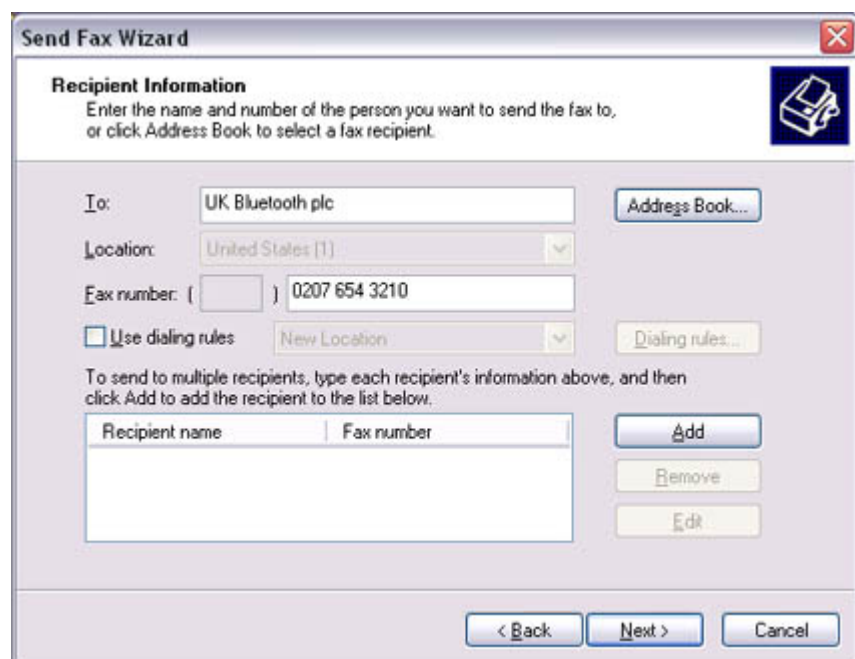 Send Fax Wizard
Recipient Information
Enter the name and number of the person you want to send the fax to,
or click Address Book to select a fax recipient.
To: UK Bluetooth plc Address Book...
Location: United States (1)
Fax number: ( ) 0207 654 3210
Use dialing rules New Location Dialing rules...
To send to multiple recipients, type each recipient's information above, and then
click Add to add the recipient to the list below.
Recipient name Fax number Add
Remove
Edit
< Back Next > Cancel